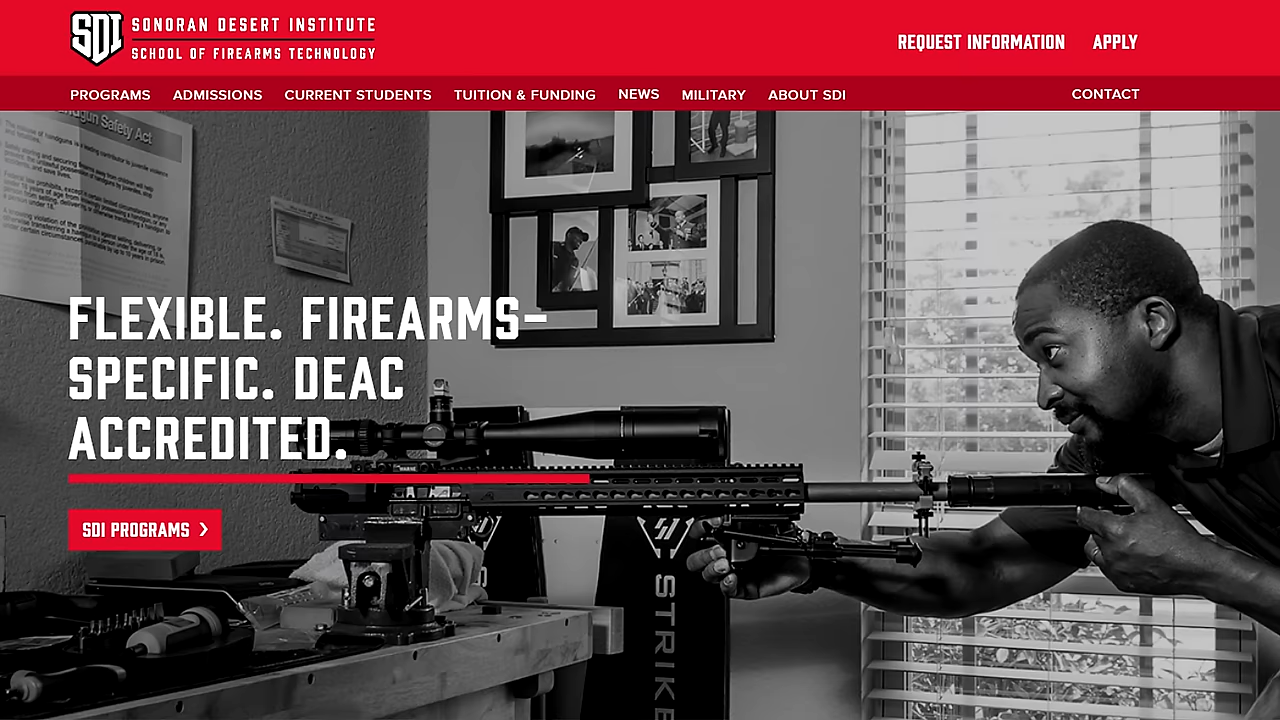 SDI
SONORAN DESERT INSTITUTE
SCHOOL OF FIREARMS TECHNOLOGY
REQUEST INFORMATION
APPLY
PROGRAMS
ADMISSIONS
CURRENT STUDENTS
TUITION & FUNDING
NEWS
MILITARY
ABOUT SDI
CONTACT
FLEXIBLE. FIREARMS-
SPECIFIC. DEAC
ACCREDITED.
SDI PROGRAMS
Safety Act
STRIKE